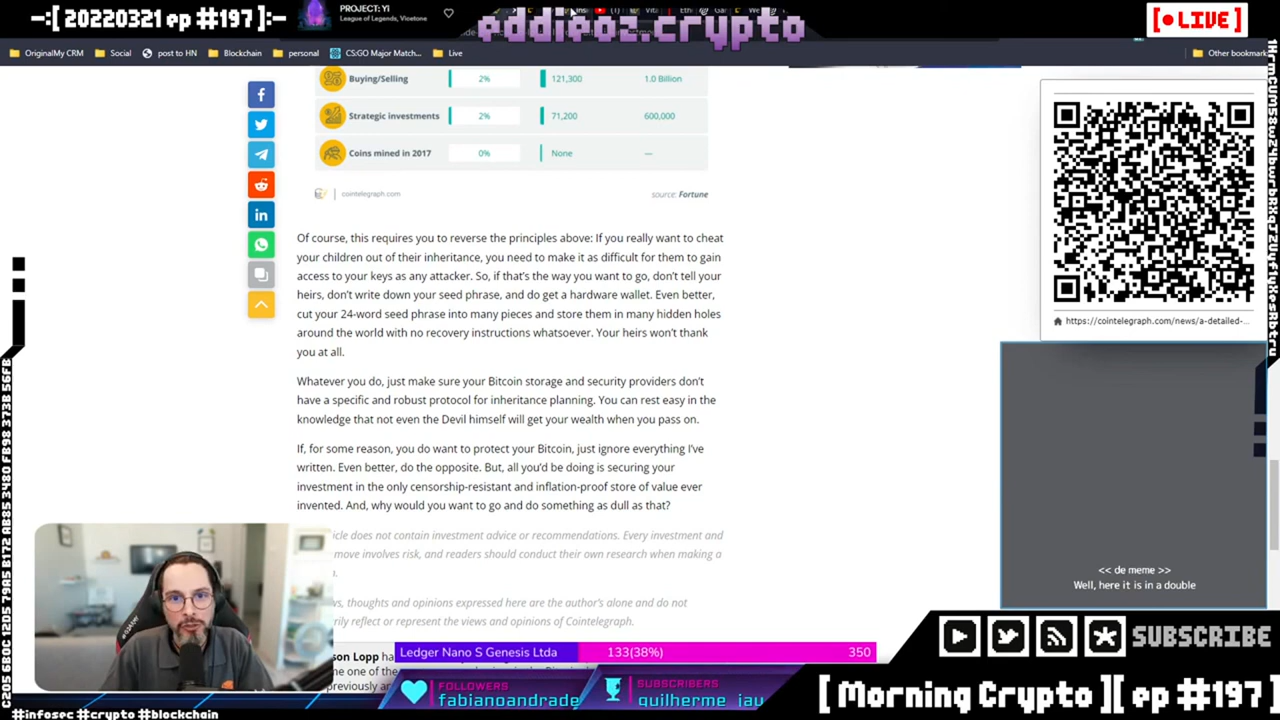 -:[ 20220321 ep #197]:-
PROJECT: Yi
League of Legends, Vicetone
eddieoz.crypto
[● LIVE]
OriginalMy CRM
Social
post to HN
Blockchain
personal
CS:GO Major Match...
Live
Other bookmark
Buying/Selling 2% 121,300 1.0 Billion
Strategic investments 2% 71,200 600,000
Coins mined in 2017 0% None —
cointelegraph.com
source: Fortune
Of course, this requires you to reverse the principles above: If you really want to cheat
your children out of their inheritance, you need to make it as difficult for them to gain
access to your keys as any attacker. So, if that's the way you want to go, don't tell your
heirs, don't write down your seed phrase, and do get a hardware wallet. Even better,
cut your 24-word seed phrase into many pieces and store them in many hidden holes
around the world with no recovery instructions whatsoever. Your heirs won't thank
you at all.
Whatever you do, just make sure your Bitcoin storage and security providers don't
have a specific and robust protocol for inheritance planning. You can rest easy in the
knowledge that not even the Devil himself will get your wealth when you pass on.
If, for some reason, you do want to protect your Bitcoin, just ignore everything I've
written. Even better, do the opposite. But, all you'd be doing is securing your
investment in the only censorship-resistant and inflation-proof store of value ever
invented. And, why would you want to go and do something as dull as that?
icle does not contain investment advice or recommendations. Every investment and
move involves risk, and readers should conduct their own research when making a
thoughts and opinions expressed here are the author's alone and do not
rily reflect or represent the views and opinions of Cointelegraph.
son Lopp ha
me one of the
previously a
https://cointelegraph.com/news/a-detailed-...
<< de meme >>
Well, here it is in a double
Ledger Nano S Genesis Ltda 133(38%) 350
FOLLOWERS
fabianoandrade
SUBSCRIBERS
guilherme_jau
SUBSCRIBE
[ Morning Crypto ][ ep #197]
#infosec #crypto #blockchain